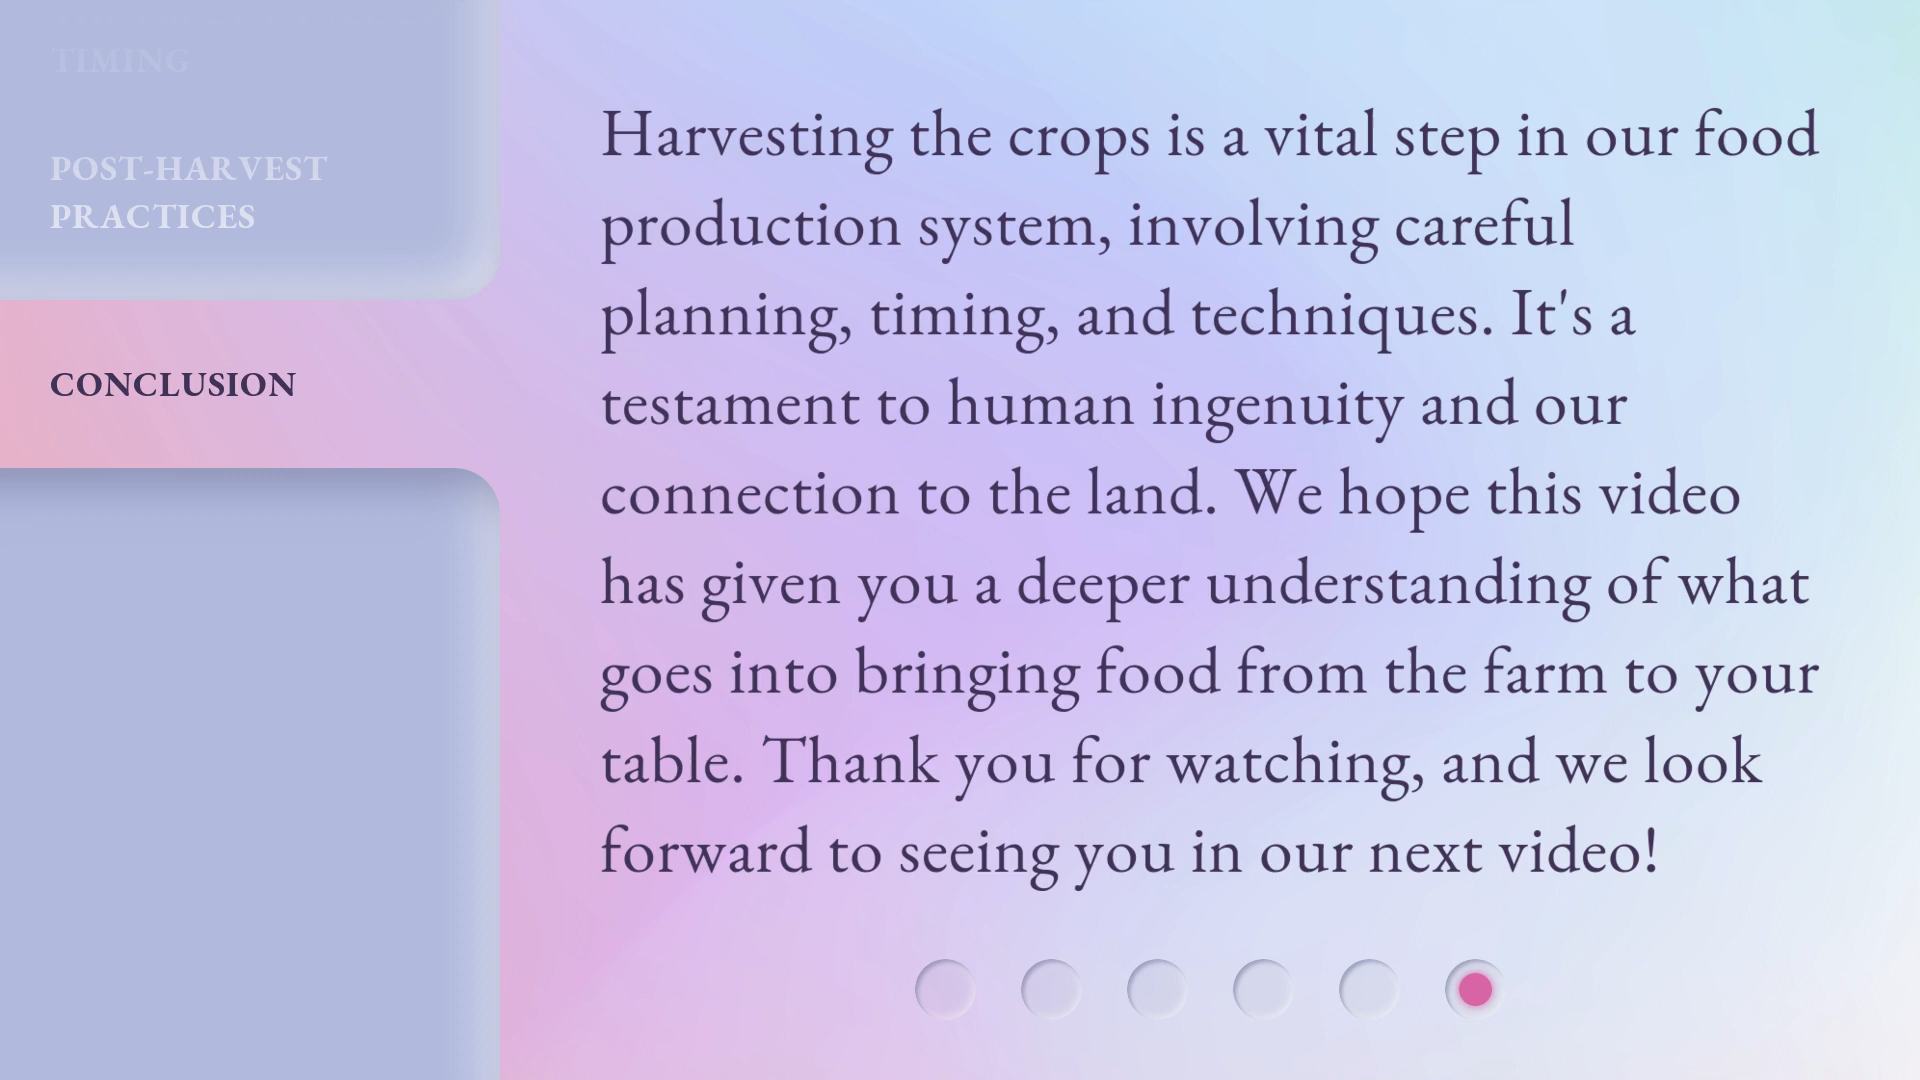 TIMING
POST-HARVEST
PRACTICES
CONCLUSION
Harvesting the crops is a vital step in our food
production system, involving careful
planning, timing, and techniques. It's a
testament to human ingenuity and our
connection to the land. We hope this video
has given you a deeper understanding of what
goes into bringing food from the farm to your
table. Thank you for watching, and we look
forward to seeing you in our next video!